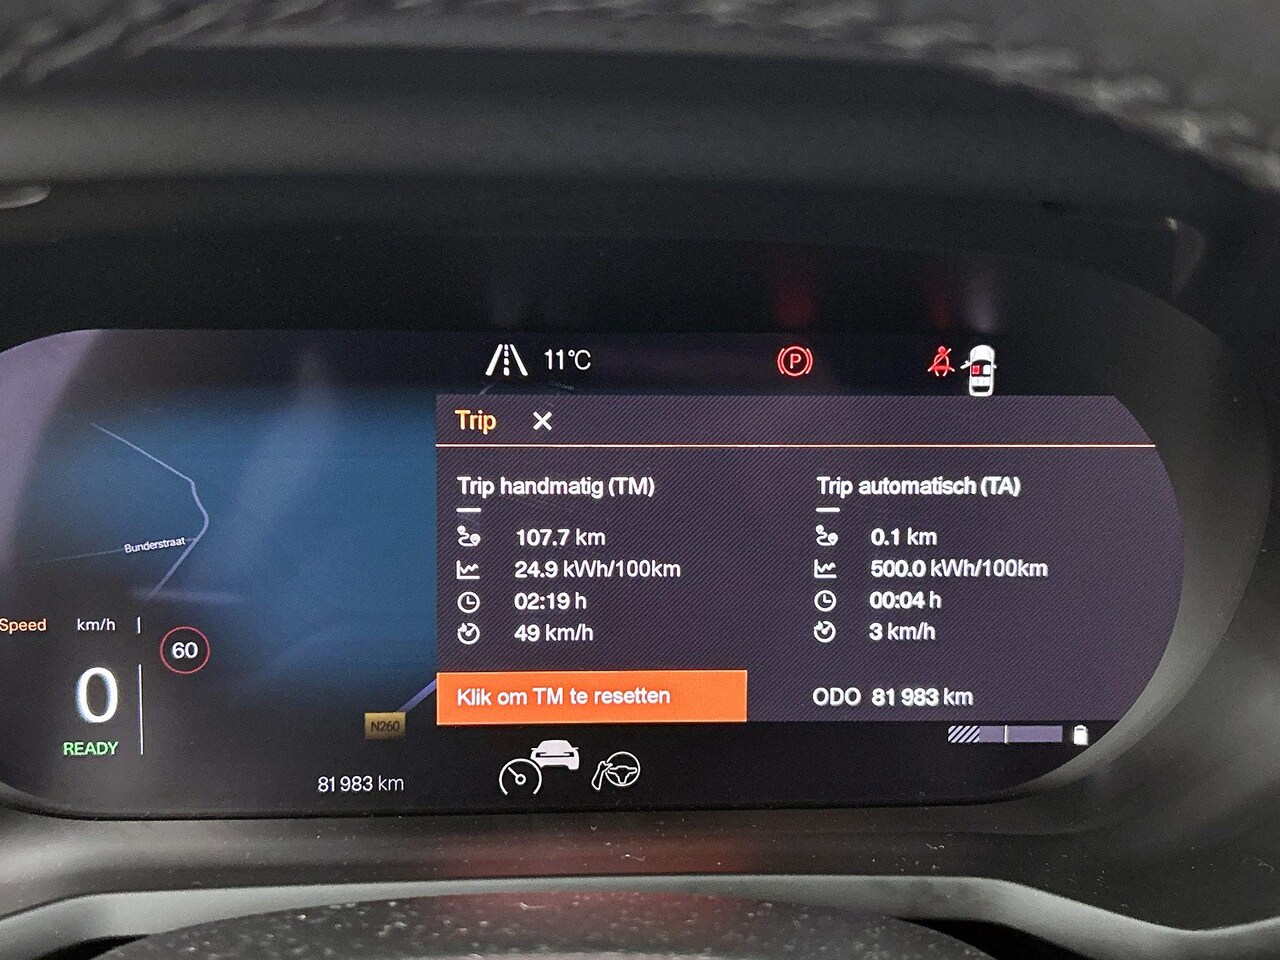 11°C
P
Trip ✕
Trip handmatig (TM)
107.7 km
24.9 kWh/100km
02:19 h
49 km/h
Klik om TM te resetten
Trip automatisch (TA)
0.1 km
500.0 kWh/100km
00:04 h
3 km/h
ODO 81 983 km
Bunderstraat
Speed km/h
60
0
READY
N260
81 983 km